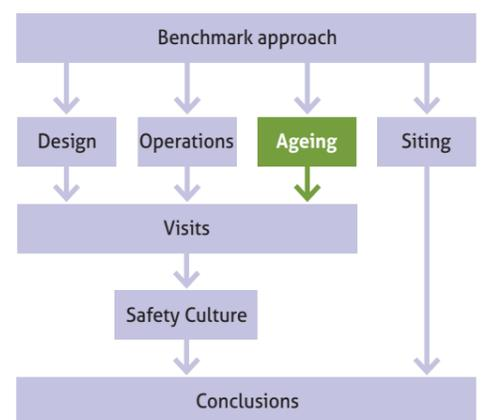 Benchmark approach
Design
Operations
Ageing
Siting
Visits
Safety Culture
Conclusions